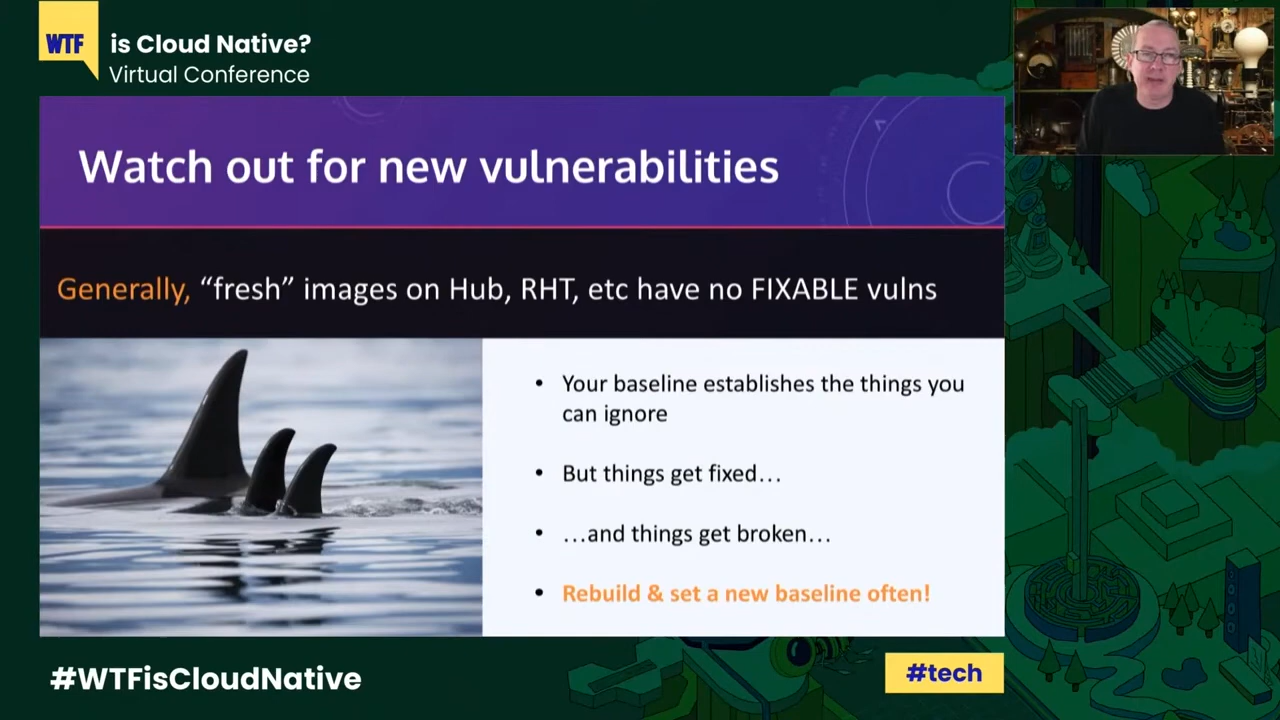 WTF is Cloud Native?
Virtual Conference
Watch out for new vulnerabilities
Generally, “fresh” images on Hub, RHT, etc have no FIXABLE vulns
• Your baseline establishes the things you
can ignore
• But things get fixed…
• …and things get broken…
• Rebuild & set a new baseline often!
#WTFisCloudNative
#tech